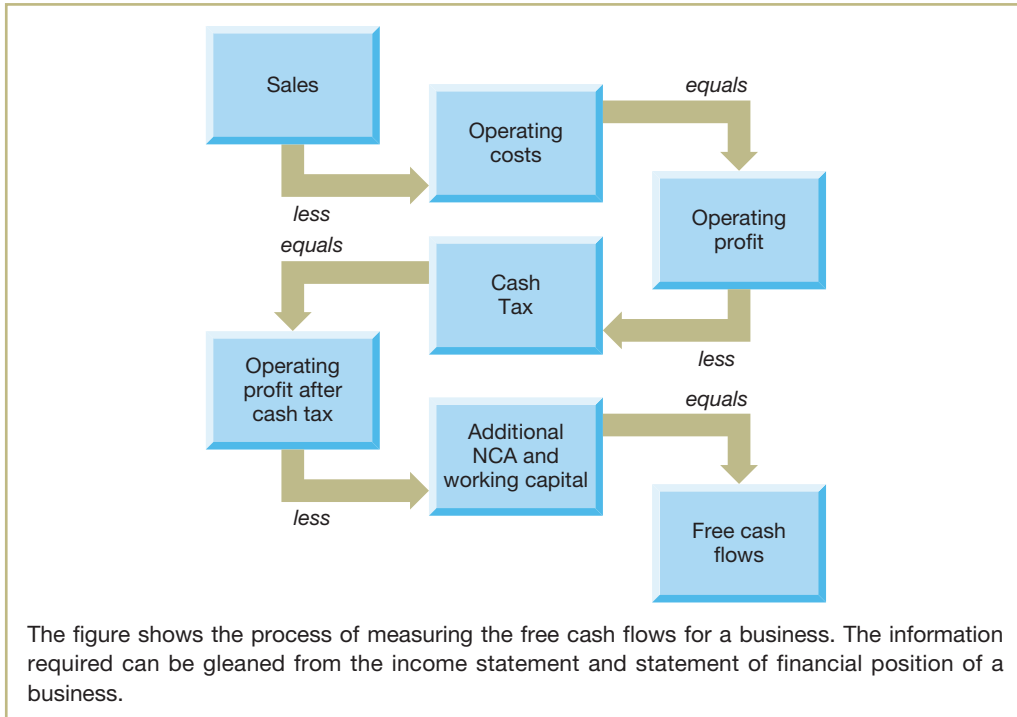 Sales
less
Operating
costs
equals
Operating
profit
less
Cash
Tax
equals
Operating
profit after
cash tax
less
Additional
NCA and
working capital
equals
Free cash
flows
The figure shows the process of measuring the free cash flows for a business. The information
required can be gleaned from the income statement and statement of financial position of a
business.